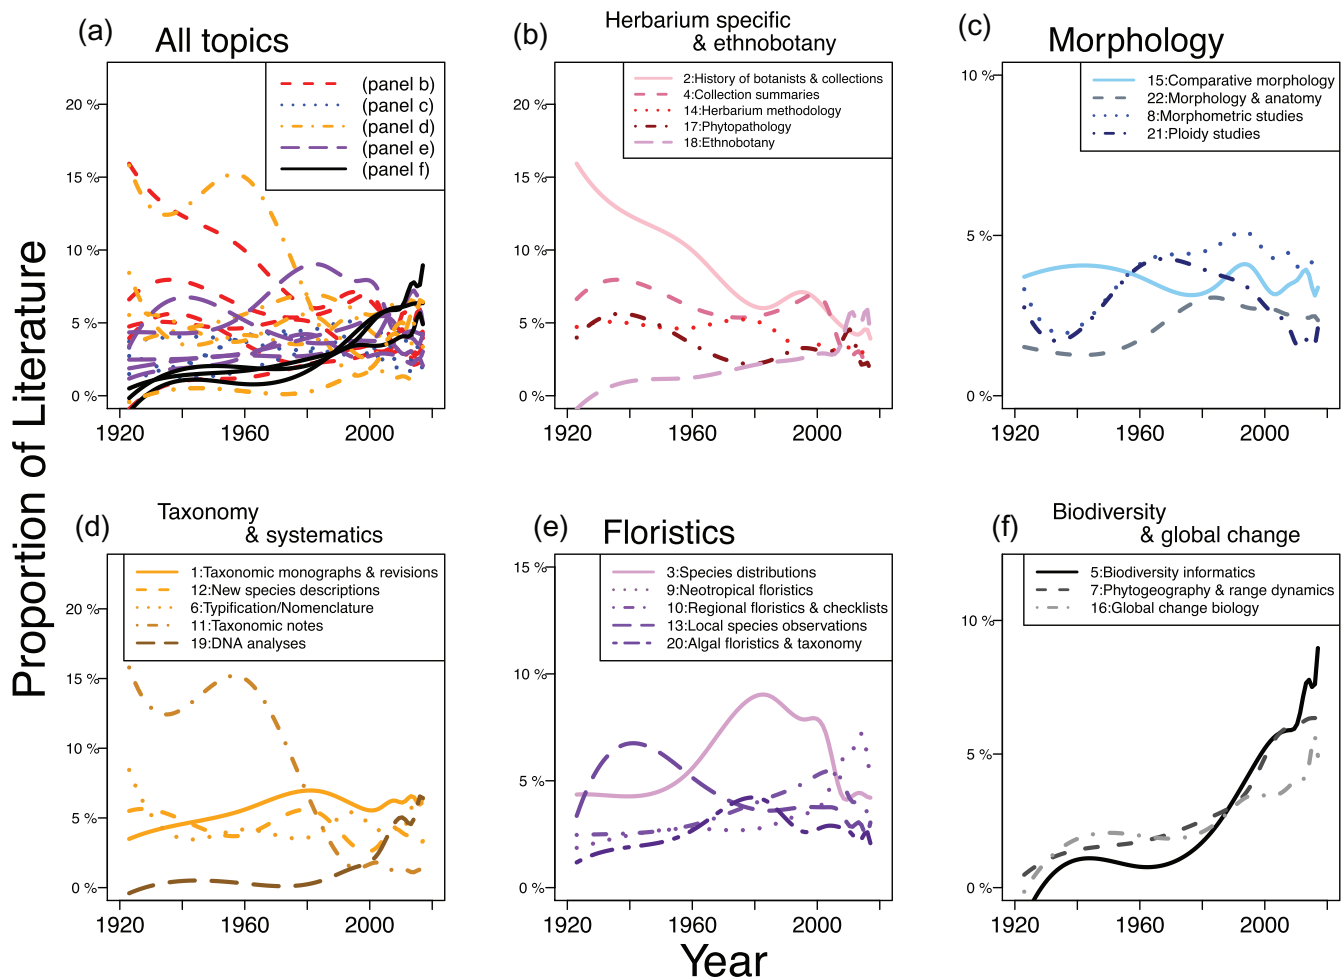 (a) All topics
(panel b)
(panel c)
(panel d)
(panel e)
(panel f)
20 %
15 %
10 %
5 %
0 %
1920 1960 2000
(b) Herbarium specific
& ethnobotany
2:History of botanists & collections
4:Collection summaries
14:Herbarium methodology
17:Phytopathology
18:Ethnobotany
20 %
15 %
10 %
5 %
0 %
1920 1960 2000
(c) Morphology
15:Comparative morphology
22:Morphology & anatomy
8:Morphometric studies
21:Ploidy studies
10 %
5 %
0 %
1920 1960 2000
Proportion of Literature
(d) Taxonomy
& systematics
1:Taxonomic monographs & revisions
12:New species descriptions
6:Typification/Nomenclature
11:Taxonomic notes
19:DNA analyses
20 %
15 %
10 %
5 %
0 %
1920 1960 2000
(e) Floristics
3:Species distributions
9:Neotropical floristics
10:Regional floristics & checklists
13:Local species observations
20:Algal floristics & taxonomy
15 %
10 %
5 %
0 %
1920 1960 2000
(f) Biodiversity
& global change
5:Biodiversity informatics
7:Phytogeography & range dynamics
16:Global change biology
10 %
5 %
0 %
1920 1960 2000
Year